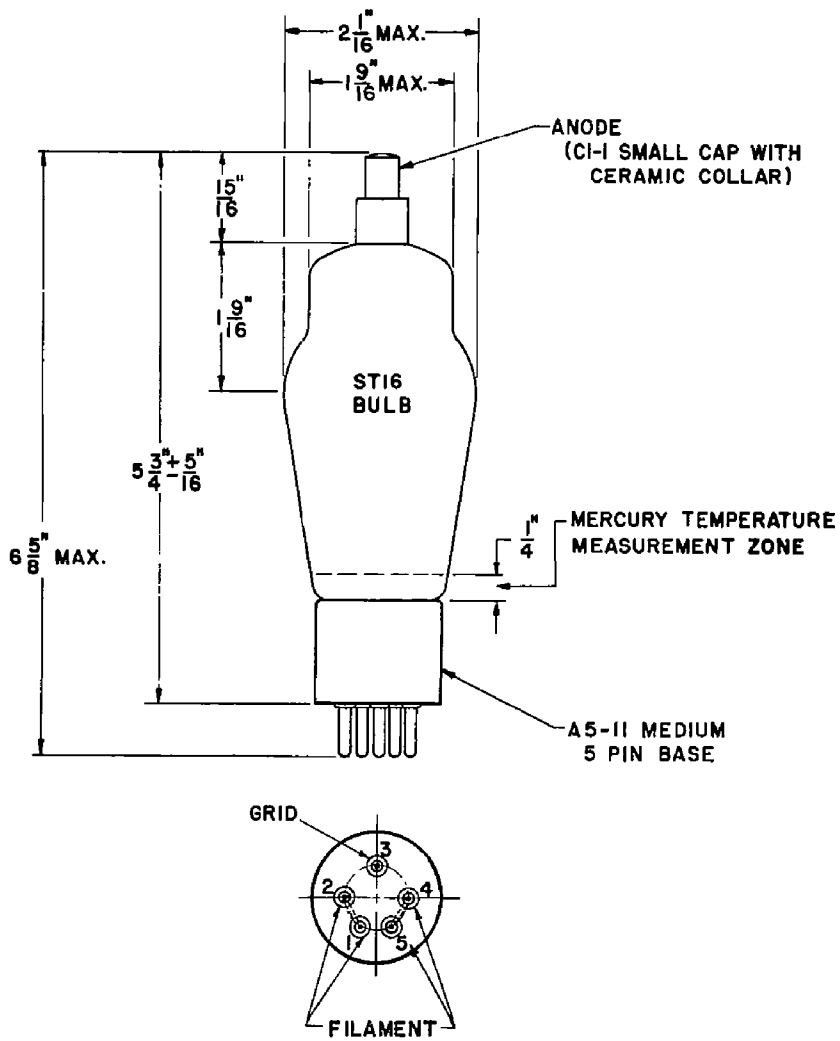 2 1/16" MAX.
1 9/16" MAX.
ANODE
(C1-1 SMALL CAP WITH
CERAMIC COLLAR)
15/16"
1 9/16"
ST16
BULB
5 3/4" ± 5/16"
6 5/8" MAX.
1/4"
MERCURY TEMPERATURE
MEASUREMENT ZONE
A5-11 MEDIUM
5 PIN BASE
GRID
3
2
4
1
5
FILAMENT